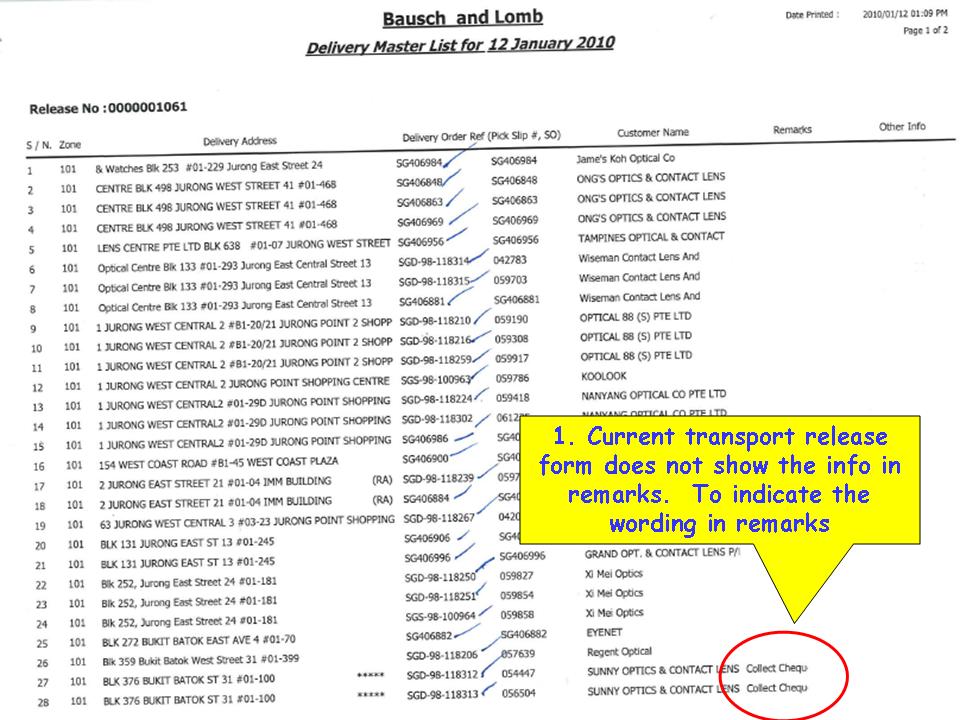 Bausch and Lomb
Date Printed : 2010/01/12 01:09 PM
Page 1 of 2
Delivery Master List for 12 January 2010
Release No :0000001061
S / N. Zone Delivery Address Delivery Order Ref (Pick Slip #, SO) Customer Name Remarks Other Info
1 101 & Watches Blk 253 #01-229 Jurong East Street 24 SG406984 SG406984 Jame's Koh Optical Co
2 101 CENTRE BLK 498 JURONG WEST STREET 41 #01-468 SG406848 SG406848 ONG'S OPTICS & CONTACT LENS
3 101 CENTRE BLK 498 JURONG WEST STREET 41 #01-468 SG406863 SG406863 ONG'S OPTICS & CONTACT LENS
4 101 CENTRE BLK 498 JURONG WEST STREET 41 #01-468 SG406969 SG406969 ONG'S OPTICS & CONTACT LENS
5 101 LENS CENTRE PTE LTD BLK 638 #01-07 JURONG WEST STREET SG406956 SG406956 TAMPINES OPTICAL & CONTACT
6 101 Optical Centre Blk 133 #01-293 Jurong East Central Street 13 SGD-98-118314 042783 Wiseman Contact Lens And
7 101 Optical Centre Blk 133 #01-293 Jurong East Central Street 13 SGD-98-118315 059703 Wiseman Contact Lens And
8 101 Optical Centre Blk 133 #01-293 Jurong East Central Street 13 SG406881 SG406881 Wiseman Contact Lens And
9 101 1 JURONG WEST CENTRAL 2 #B1-20/21 JURONG POINT 2 SHOPP SGD-98-118210 059190 OPTICAL 88 (S) PTE LTD
10 101 1 JURONG WEST CENTRAL 2 #B1-20/21 JURONG POINT 2 SHOPP SGD-98-118216 059308 OPTICAL 88 (S) PTE LTD
11 101 1 JURONG WEST CENTRAL 2 #B1-20/21 JURONG POINT 2 SHOPP SGD-98-118259 059917 OPTICAL 88 (S) PTE LTD
12 101 1 JURONG WEST CENTRAL 2 JURONG POINT SHOPPING CENTRE SGS-98-100963 059786 KOOLOOK
13 101 1 JURONG WEST CENTRAL2 #01-29D JURONG POINT SHOPPING SGD-98-118224 059418 NANYANG OPTICAL CO PTE LTD
14 101 1 JURONG WEST CENTRAL2 #01-29D JURONG POINT SHOPPING SGD-98-118302 NANYANG OPTICAL CO PTE LTD
15 101 1 JURONG WEST CENTRAL2 #01-29D JURONG POINT SHOPPING SG406986 SG40
16 101 154 WEST COAST ROAD #B1-45 WEST COAST PLAZA SG406900 SG40
17 101 2 JURONG EAST STREET 21 #01-04 IMM BUILDING (RA) SGD-98-118239 0597
18 101 2 JURONG EAST STREET 21 #01-04 IMM BUILDING (RA) SG406884 SG40
19 101 63 JURONG WEST CENTRAL 3 #03-23 JURONG POINT SHOPPING SGD-98-118267 0420
20 101 BLK 131 JURONG EAST ST 13 #01-245 SG406906 SG40
21 101 BLK 131 JURONG EAST ST 13 #01-245 SG406996 SG406996 GRAND OPT. & CONTACT LENS P/l
22 101 Blk 252, Jurong East Street 24 #01-181 SGD-98-118250 059827 Xi Mei Optics
23 101 Blk 252, Jurong East Street 24 #01-181 SGD-98-118251 059854 Xi Mei Optics
24 101 Blk 252, Jurong East Street 24 #01-181 SGS-98-100964 059858 Xi Mei Optics
25 101 BLK 272 BUKIT BATOK EAST AVE 4 #01-70 SG406882 SG406882 EYENET
26 101 Blk 359 Bukit Batok West Street 31 #01-399 SGD-98-118206 057639 Regent Optical
27 101 BLK 376 BUKIT BATOK ST 31 #01-100 ***** SGD-98-118312 054447 SUNNY OPTICS & CONTACT LENS Collect Chequ
28 101 BLK 376 BUKIT BATOK ST 31 #01-100 ***** SGD-98-118313 056504 SUNNY OPTICS & CONTACT LENS Collect Chequ
1. Current transport release
form does not show the info in
remarks. To indicate the
wording in remarks